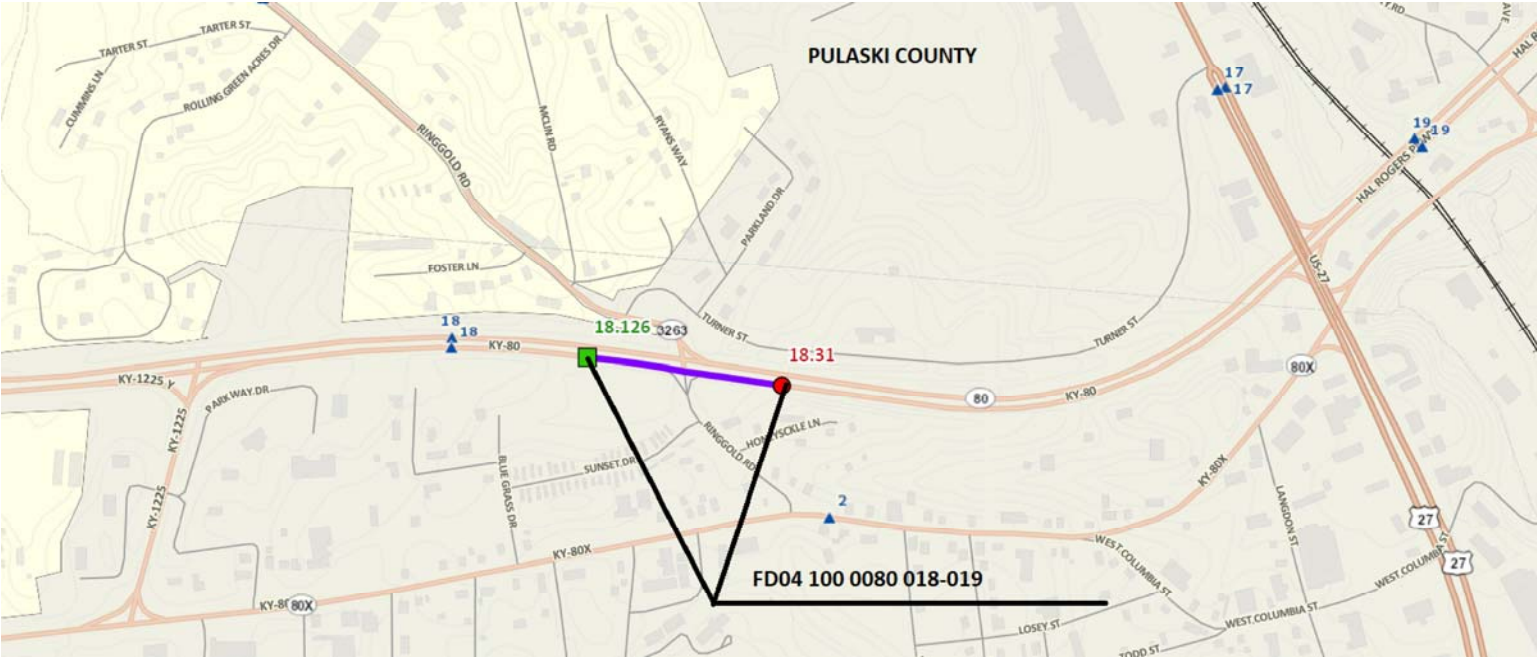 TARTER ST
TARTER ST
CUMMINS LN
ROLLING GREEN ACRES DR
RINGGOLD RD
MCLIN RD
RYANS WAY
PARKLAND DR
PULASKI COUNTY
17
17
19
19
HAL ROGERS
US-27
FOSTER LN
18
18
KY-80
18.126
3263
TURNER ST
18.31
TURNER ST
80
KY-80
80X
KY-1225 Y
PARKWAY DR
KY-1225
KY-1225
BLUE GRASS DR
SUNSET DR
RINGGOLD RD
HONEYSCKLE LN
2
KY-80X
KY-80X
80X
LANGDON ST
27
27
WEST COLUMBIA ST
WEST COLUMBIA ST
WEST COLUMBIA ST
FD04 100 0080 018-019
LOSEY ST
TODD ST